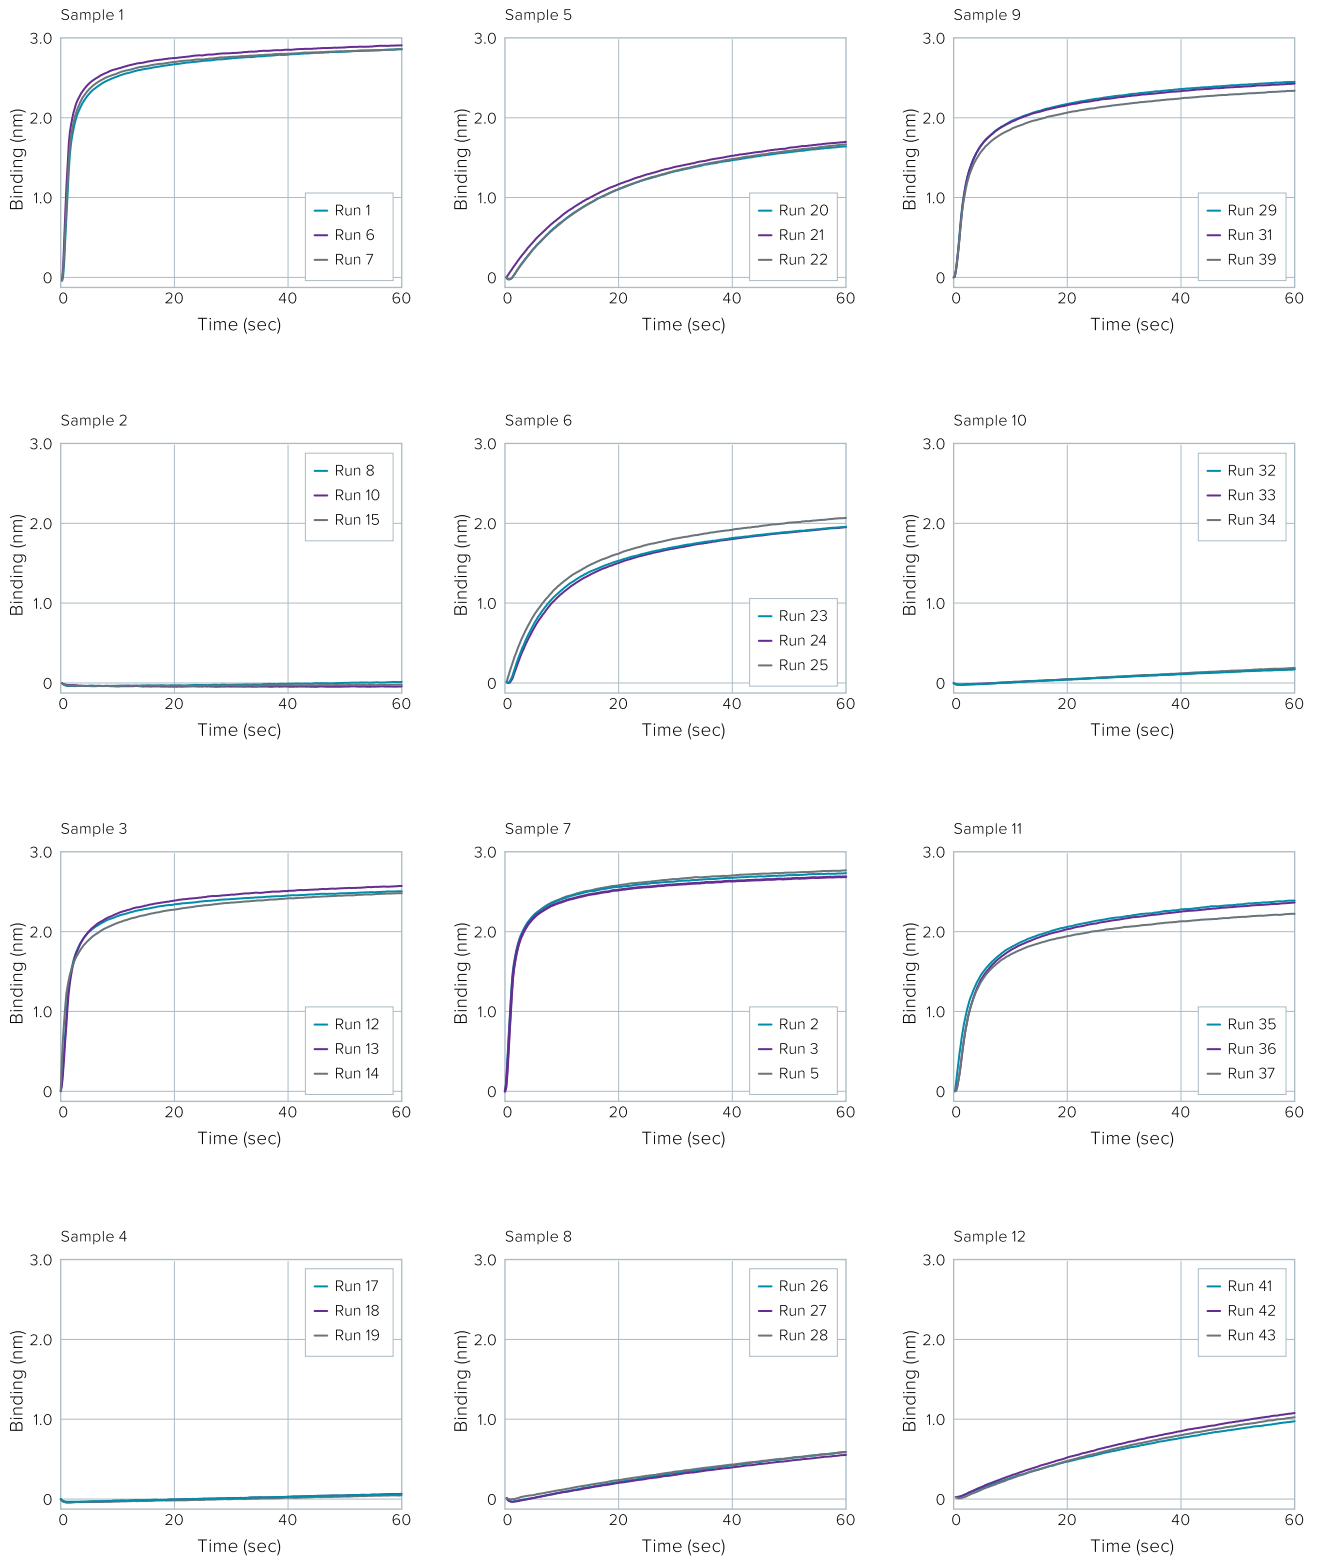 Sample 1
3.0
2.0
1.0
0
Binding (nm)
Run 1
Run 6
Run 7
0 20 40 60
Time (sec)
Sample 5
3.0
2.0
1.0
0
Binding (nm)
Run 20
Run 21
Run 22
0 20 40 60
Time (sec)
Sample 9
3.0
2.0
1.0
0
Binding (nm)
Run 29
Run 31
Run 39
0 20 40 60
Time (sec)
Sample 2
3.0
2.0
1.0
0
Binding (nm)
Run 8
Run 10
Run 15
0 20 40 60
Time (sec)
Sample 6
3.0
2.0
1.0
0
Binding (nm)
Run 23
Run 24
Run 25
0 20 40 60
Time (sec)
Sample 10
3.0
2.0
1.0
0
Binding (nm)
Run 32
Run 33
Run 34
0 20 40 60
Time (sec)
Sample 3
3.0
2.0
1.0
0
Binding (nm)
Run 12
Run 13
Run 14
0 20 40 60
Time (sec)
Sample 7
3.0
2.0
1.0
0
Binding (nm)
Run 2
Run 3
Run 5
0 20 40 60
Time (sec)
Sample 11
3.0
2.0
1.0
0
Binding (nm)
Run 35
Run 36
Run 37
0 20 40 60
Time (sec)
Sample 4
3.0
2.0
1.0
0
Binding (nm)
Run 17
Run 18
Run 19
0 20 40 60
Time (sec)
Sample 8
3.0
2.0
1.0
0
Binding (nm)
Run 26
Run 27
Run 28
0 20 40 60
Time (sec)
Sample 12
3.0
2.0
1.0
0
Binding (nm)
Run 41
Run 42
Run 43
0 20 40 60
Time (sec)